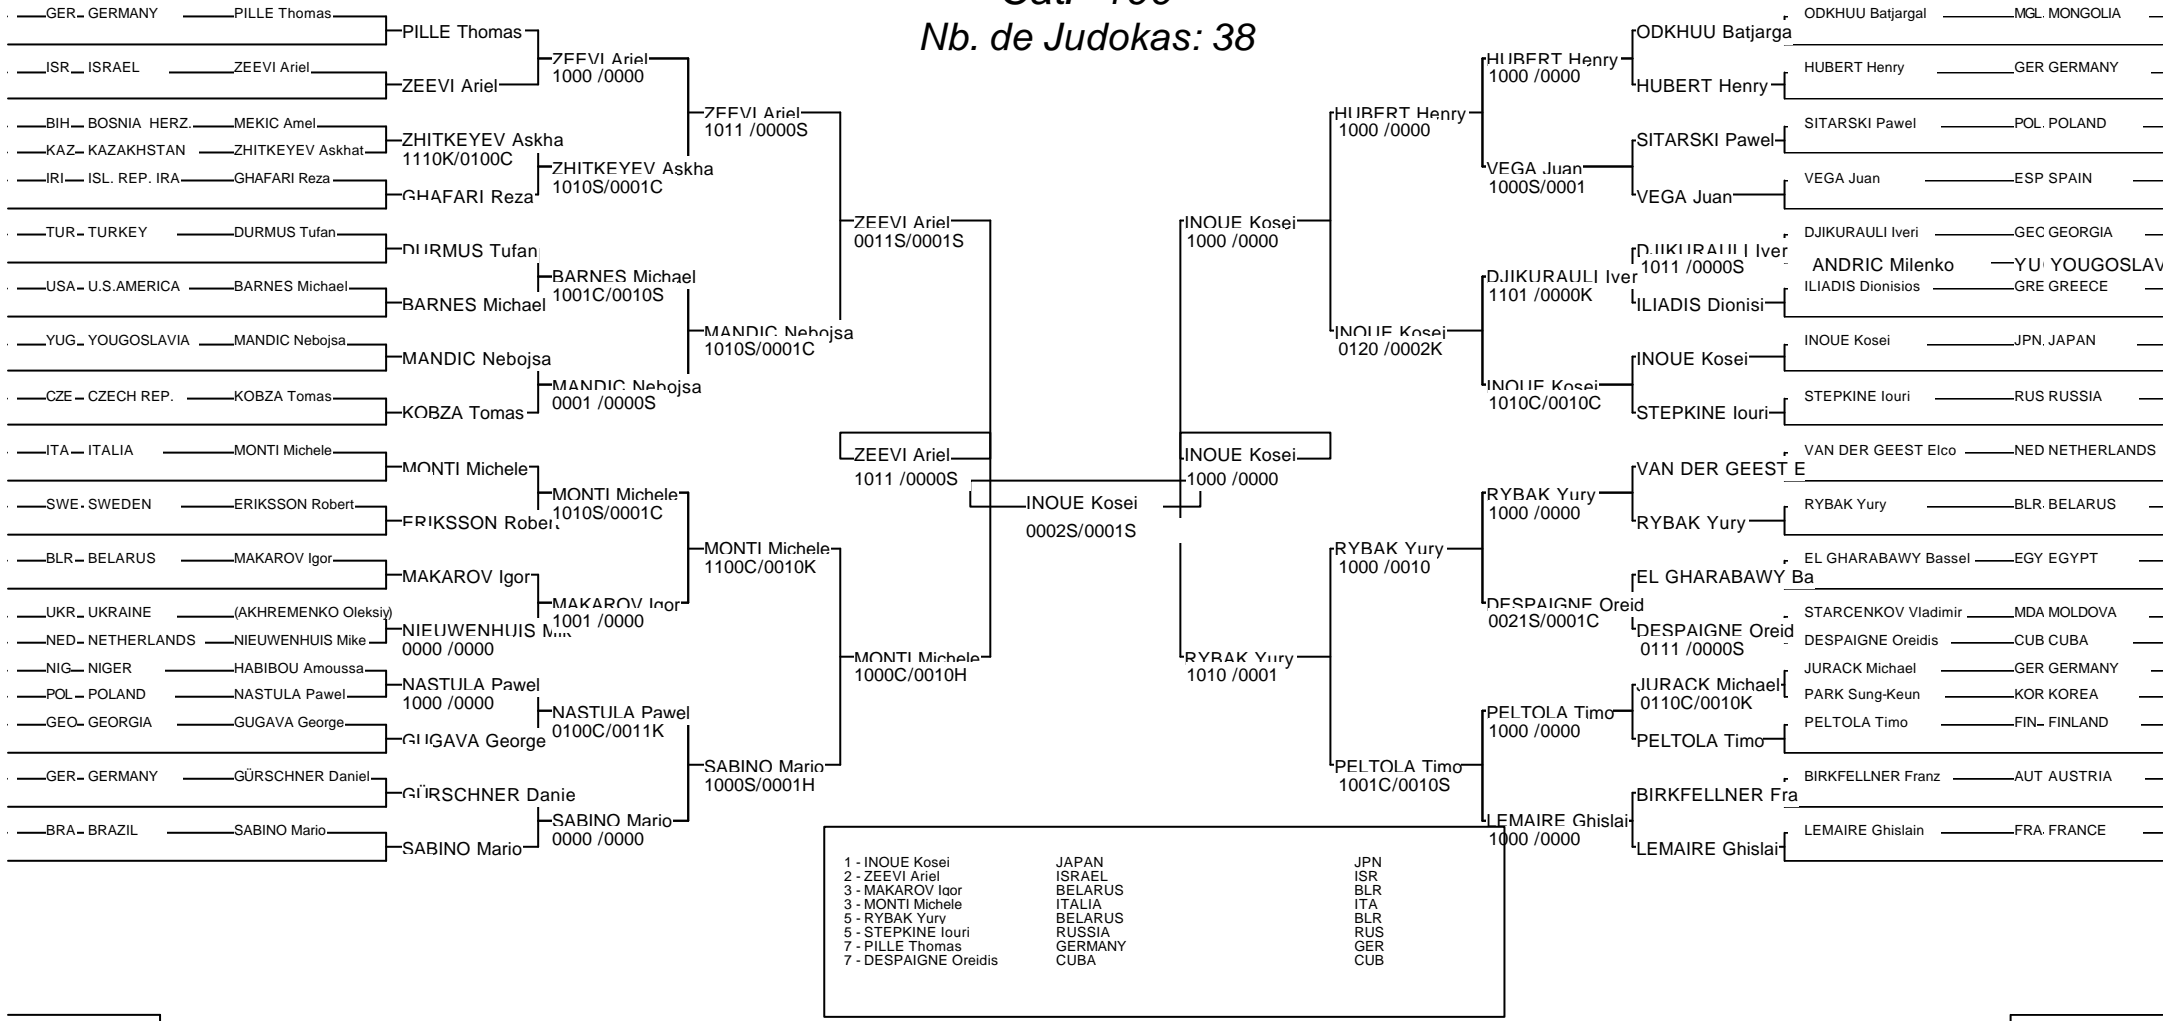 Nb. de Judokas: 38
GER GERMANY PILLE Thomas
ISR ISRAEL ZEEVI Ariel
BIH BOSNIA HERZ. MEKIC Amel
KAZ KAZAKHSTAN ZHITKEYEV Askhat
IRI ISL. REP. IRA GHAFARI Reza
TUR TURKEY DURMUS Tufan
USA U.S.AMERICA BARNES Michael
YUG YOUGOSLAVIA MANDIC Nebojsa
CZE CZECH REP. KOBZA Tomas
ITA ITALIA MONTI Michele
SWE SWEDEN ERIKSSON Robert
BLR BELARUS MAKAROV Igor
UKR UKRAINE (AKHREMENKO Oleksiy)
NED NETHERLANDS NIEUWENHUIS Mike
NIG NIGER HABIBOU Amoussa
POL POLAND NASTULA Pawel
GEO GEORGIA GUGAVA George
GER GERMANY GÜRSCHNER Daniel
BRA BRAZIL SABINO Mario
PILLE Thomas
ZEEVI Ariel
ZHITKEYEV Askha
1110K/0100C
GHAFARI Reza
DURMUS Tufan
BARNES Michael
MANDIC Nebojsa
KOBZA Tomas
MONTI Michele
ERIKSSON Rober
MAKAROV Igor
NIEUWENHUIS Mik
0000 /0000
NASTULA Pawel
1000 /0000
GUGAVA George
GÜRSCHNER Danie
SABINO Mario
ZEEVI Ariel
1000 /0000
ZHITKEYEV Askha
1010S/0001C
BARNES Michael
1001C/0010S
MANDIC Nebojsa
0001 /0000S
MONTI Michele
1010S/0001C
MAKAROV Igor
1001 /0000
NASTULA Pawel
0100C/0011K
SABINO Mario
0000 /0000
ZEEVI Ariel
1011 /0000S
MANDIC Nebojsa
1010S/0001C
MONTI Michele
1100C/0010K
SABINO Mario
1000S/0001H
ZEEVI Ariel
0011S/0001S
MONTI Michele
1000C/0010H
ZEEVI Ariel
1011 /0000S
INOUE Kosei
0002S/0001S
INOUE Kosei
1000 /0000
INOUE Kosei
1000 /0000
RYBAK Yury
1010 /0001
HUBERT Henry
1000 /0000
INOUE Kosei
0120 /0002K
RYBAK Yury
1000 /0010
PELTOLA Timo
1001C/0010S
HUBERT Henry
1000 /0000
VEGA Juan
1000S/0001
DJIKURAULI Iver
1101 /0000K
INOUE Kosei
1010C/0010C
RYBAK Yury
1000 /0000
DESPAIGNE Oreid
0021S/0001C
PELTOLA Timo
1000 /0000
LEMAIRE Ghislai
1000 /0000
ODKHUU Batjarga
HUBERT Henry
SITARSKI Pawel
VEGA Juan
DJIKURAULI Iver
1011 /0000S
ILIADIS Dionisi
INOUE Kosei
STEPKINE Iouri
VAN DER GEEST E
RYBAK Yury
EL GHARABAWY Ba
DESPAIGNE Oreid
0111 /0000S
JURACK Michael
0110C/0010K
PELTOLA Timo
BIRKFELLNER Fra
LEMAIRE Ghislai
ODKHUU Batjargal MGL MONGOLIA
HUBERT Henry GER GERMANY
SITARSKI Pawel POL POLAND
VEGA Juan ESP SPAIN
DJIKURAULI Iveri GEO GEORGIA
ANDRIC Milenko YU YOUGOSLAV
ILIADIS Dionisios GRE GREECE
INOUE Kosei JPN JAPAN
STEPKINE Iouri RUS RUSSIA
VAN DER GEEST Elco NED NETHERLANDS
RYBAK Yury BLR BELARUS
EL GHARABAWY Bassel EGY EGYPT
STARCENKOV Vladimir MDA MOLDOVA
DESPAIGNE Oreidis CUB CUBA
JURACK Michael GER GERMANY
PARK Sung-Keun KOR KOREA
PELTOLA Timo FIN FINLAND
BIRKFELLNER Franz AUT AUSTRIA
LEMAIRE Ghislain FRA FRANCE
1 - INOUE Kosei JAPAN JPN
2 - ZEEVI Ariel ISRAEL ISR
3 - MAKAROV Igor BELARUS BLR
3 - MONTI Michele ITALIA ITA
5 - RYBAK Yury BELARUS BLR
5 - STEPKINE Iouri RUSSIA RUS
7 - PILLE Thomas GERMANY GER
7 - DESPAIGNE Oreidis CUBA CUB